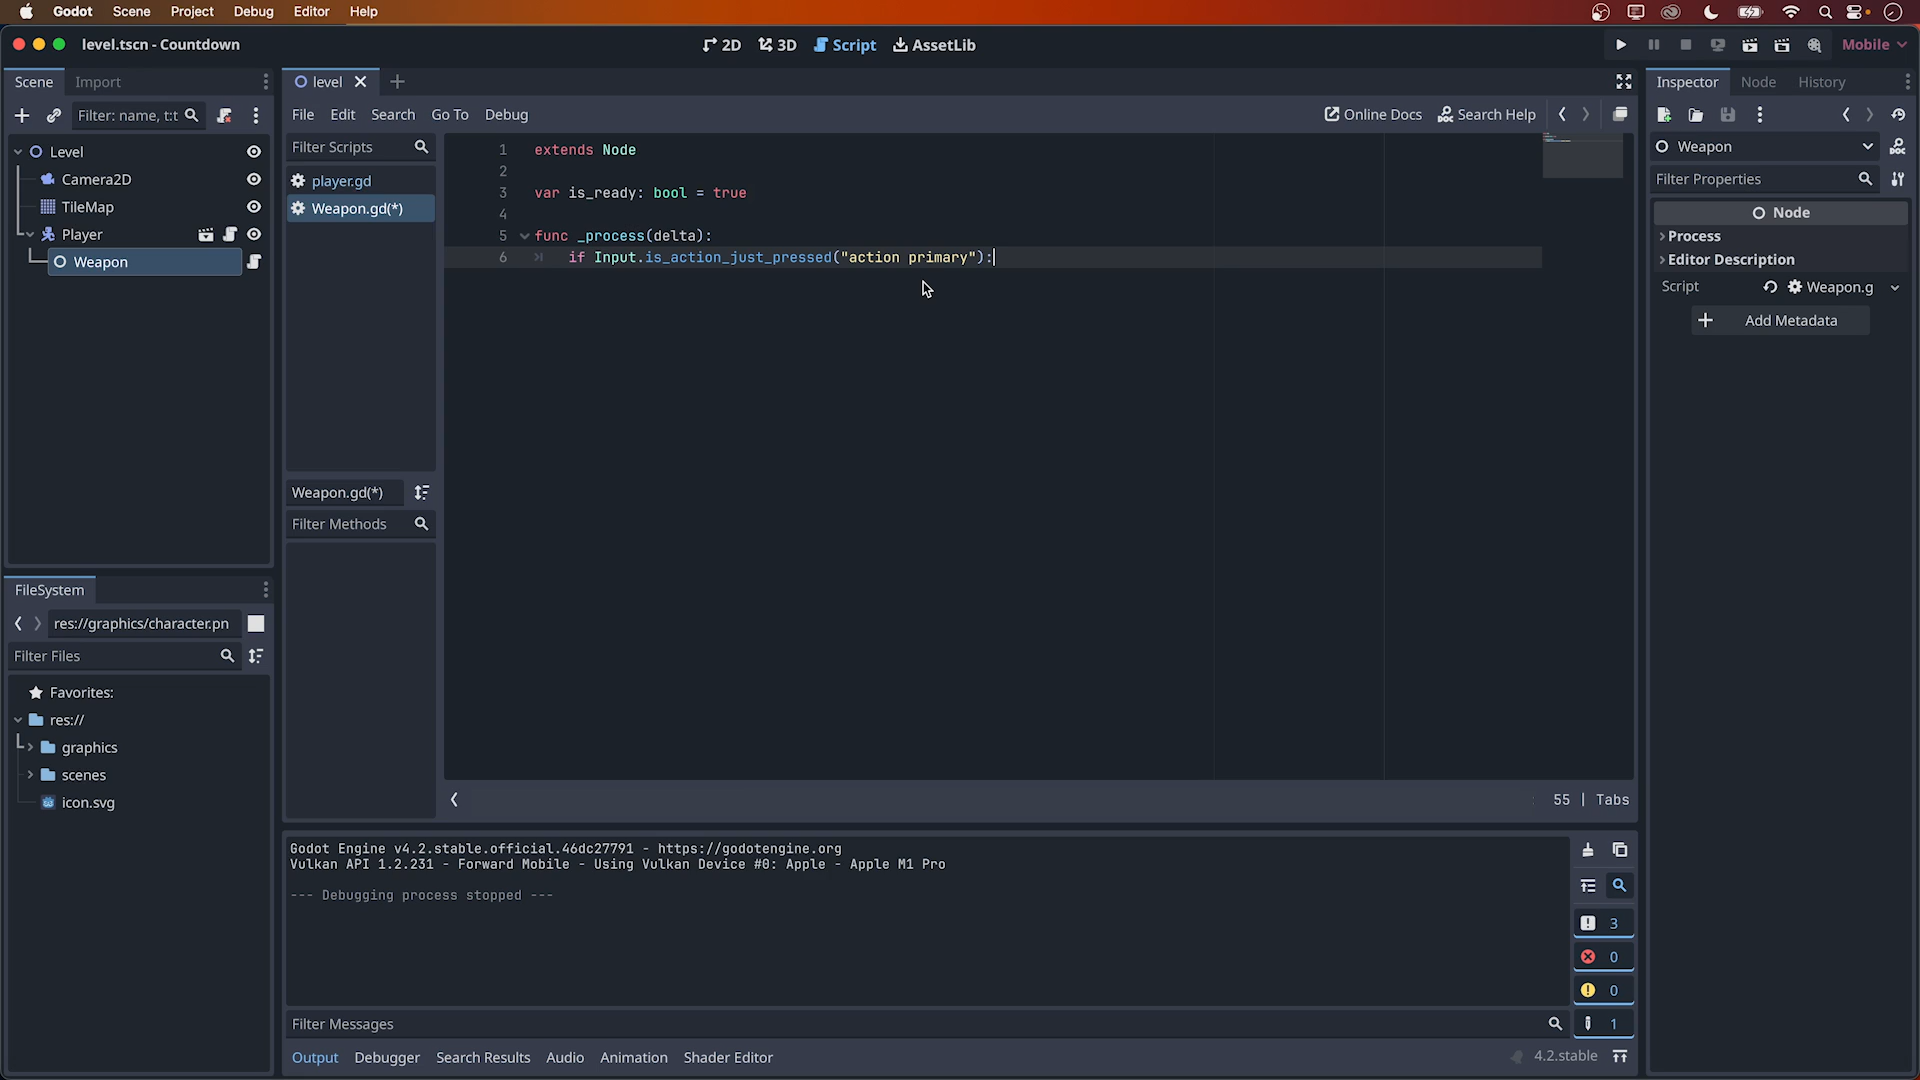 Godot Scene Project Debug Editor Help
level.tscn - Countdown
2D 3D Script AssetLib
Mobile
Scene Import
level
Inspector Node History
Filter: name, t:t
File Edit Search Go To Debug
Online Docs Search Help
Level
Camera2D
TileMap
Player
Weapon
Filter Scripts
player.gd
Weapon.gd(*)
Weapon.gd(*)
Filter Methods
1 extends Node
2
3 var is_ready: bool = true
4
5 func _process(delta):
6 if Input.is_action_just_pressed("action primary"):
55 | Tabs
Weapon
Filter Properties
Node
Process
Editor Description
Script Weapon.g
Add Metadata
FileSystem
res://graphics/character.pn
Filter Files
Favorites:
res://
graphics
scenes
icon.svg
Godot Engine v4.2.stable.official.46dc27791 - https://godotengine.org
Vulkan API 1.2.231 - Forward Mobile - Using Vulkan Device #0: Apple - Apple M1 Pro
--- Debugging process stopped ---
3
0
0
1
Filter Messages
Output Debugger Search Results Audio Animation Shader Editor
4.2.stable